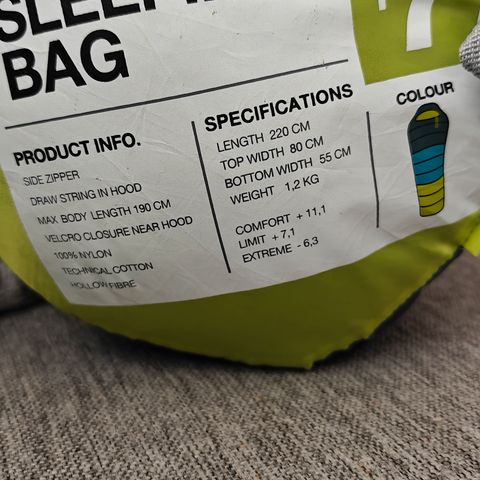 BAG
7
PRODUCT INFO.
SIDE ZIPPER
DRAW STRING IN HOOD
MAX BODY LENGTH 190 CM
VELCRO CLOSURE NEAR HOOD
100% NYLON
TECHNICAL COTTON
HOLLOW FIBRE
SPECIFICATIONS
LENGTH 220 CM
TOP WIDTH 80 CM
BOTTOM WIDTH 55 CM
WEIGHT 1,2 KG
COMFORT + 11,1
LIMIT + 7,1
EXTREME - 6,3
COLOUR